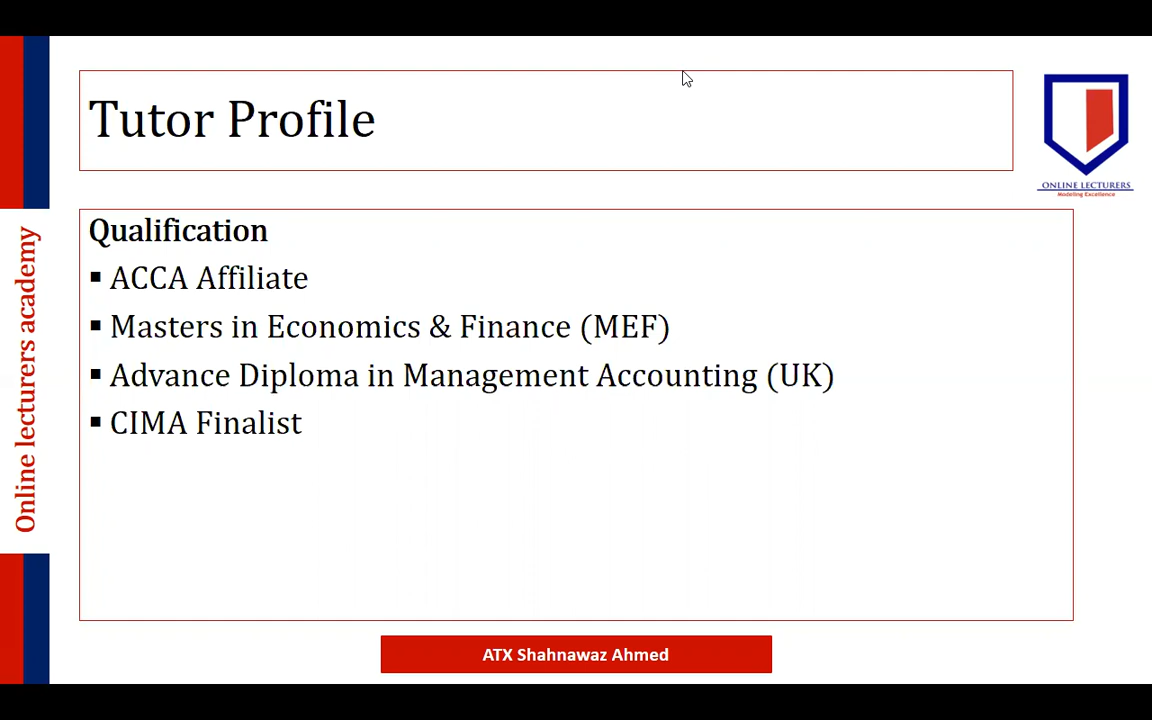 Tutor Profile
ONLINE LECTURERS
Modeling Excellence
Online lecturers academy
Qualification
▪ ACCA Affiliate
▪ Masters in Economics & Finance (MEF)
▪ Advance Diploma in Management Accounting (UK)
▪ CIMA Finalist
ATX Shahnawaz Ahmed